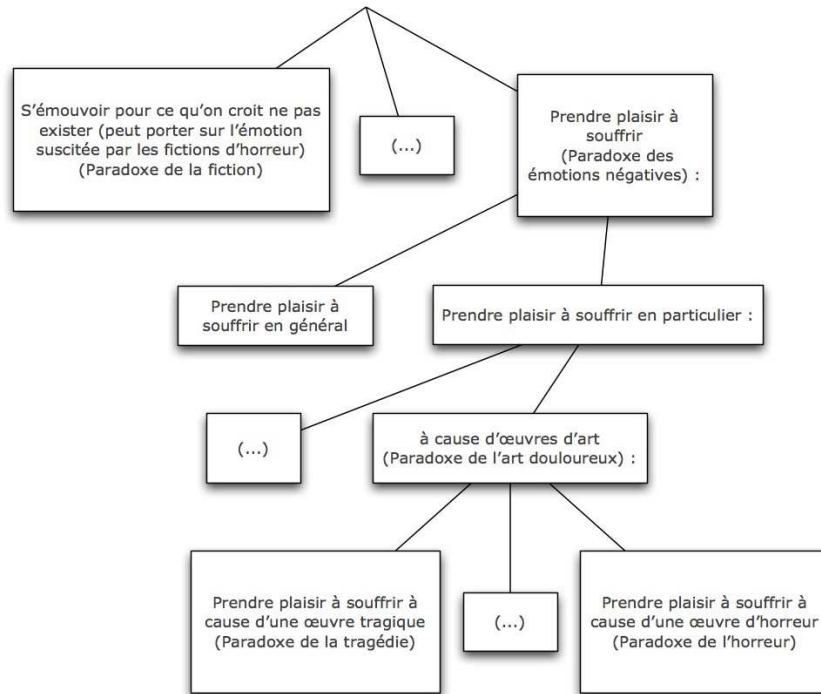 S’émouvoir pour ce qu’on croit ne pas
exister (peut porter sur l’émotion
suscitée par les fictions d’horreur)
(Paradoxe de la fiction)
(...)
Prendre plaisir à
souffrir
(Paradoxe des
émotions négatives) :
Prendre plaisir à
souffrir en général
Prendre plaisir à souffrir en particulier :
(...)
à cause d’œuvres d’art
(Paradoxe de l’art douloureux) :
Prendre plaisir à souffrir à
cause d’une œuvre tragique
(Paradoxe de la tragédie)
(...)
Prendre plaisir à souffrir à
cause d’une œuvre d’horreur
(Paradoxe de l’horreur)